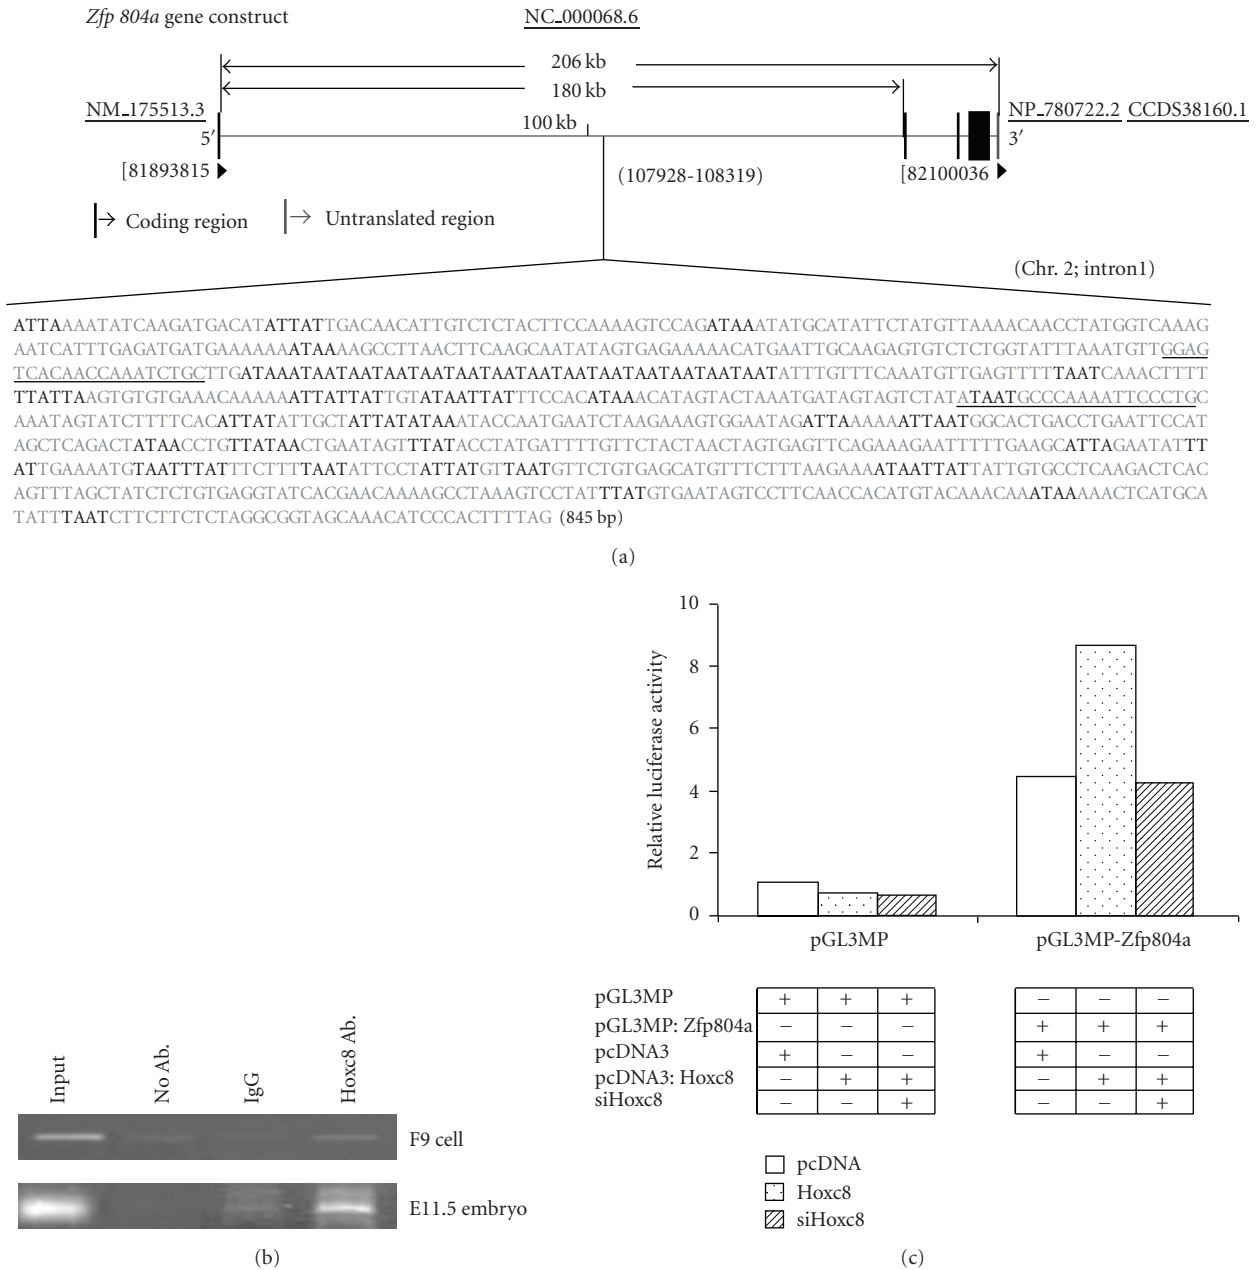 Zfp 804a gene construct NC_000068.6
206 kb
180 kb
NM_175513.3 NP_780722.2 CCDS38160.1
5′ 100 kb 3′
[81893815 (107928-108319) [82100036
Coding region Untranslated region
(Chr. 2; intron1)
ATTAAAATATCAAGATGACATATTATTGACAACATTGTCTCTACTTCCAAAAGTCCAGATAAATATGCATATTCTATGTTAAAACAACCTATGGTCAAAG
AATCATTTGAGATGATGAAAAAAATAAAAGCCTTAACTTCAAGCAATATAGTGAGAAAAACATGAATTGCAAGAGTGTCTCTGGTATTTAAATGTTGGAG
TCACAACCAAATCTGCTTGATAAATAATAATAATAATAATAATAATAATAATAATAATAATAATATTTGTTTCAAATGTTGAGTTTTTAATCAAACTTTT
TTATTAAGTGTGTGAAACAAAAAATTATTATTGTATAATTATTTCCACATAAACATAGTACTAAATGATAGTAGTCTATATAATGCCCAAAATTCCCTGC
AAATAGTATCTTTTCACATTATATTGCTATTATATAAATACCAATGAATCTAAGAAAGTGGAATAGATTAAAAAATTAATGGCACTGACCTGAATTCCAT
AGCTCAGACTATAACCTGTTATAACTGAATAGTTTATACCTATGATTTTGTTCTACTAACTAGTGAGTTCAGAAAGAATTTTTGAAGCATTAGAATATTT
ATTGAAAATGTAATTTATTTCTTTTAATATTCCTATTATGTTAATGTTCTGTGAGCATGTTTCTTTAAGAAAATAATTATTATTGTGCCTCAAGACTCAC
AGTTTAGCTATCTCTGTGAGGTATCACGAACAAAAGCCTAAAGTCCTATTTTATGTGAATAGTCCTTCAACCACATGTACAAACAAATAAAAACTCATGCA
TATTTTAATCTTCTTCTCTAGGCGGTAGCAAACATCCCACTTTTAG (845 bp)
(a)
Input No Ab. IgG Hoxc8 Ab.
F9 cell
E11.5 embryo
(b)
Relative luciferase activity
10
8
6
4
2
0
pGL3MP pGL3MP-Zfp804a
pGL3MP + + + − − −
pGL3MP: Zfp804a − − − + + +
pcDNA3 + − − + − −
pcDNA3: Hoxc8 − + + − + +
siHoxc8 − − + − − +
pcDNA
Hoxc8
siHoxc8
(c)